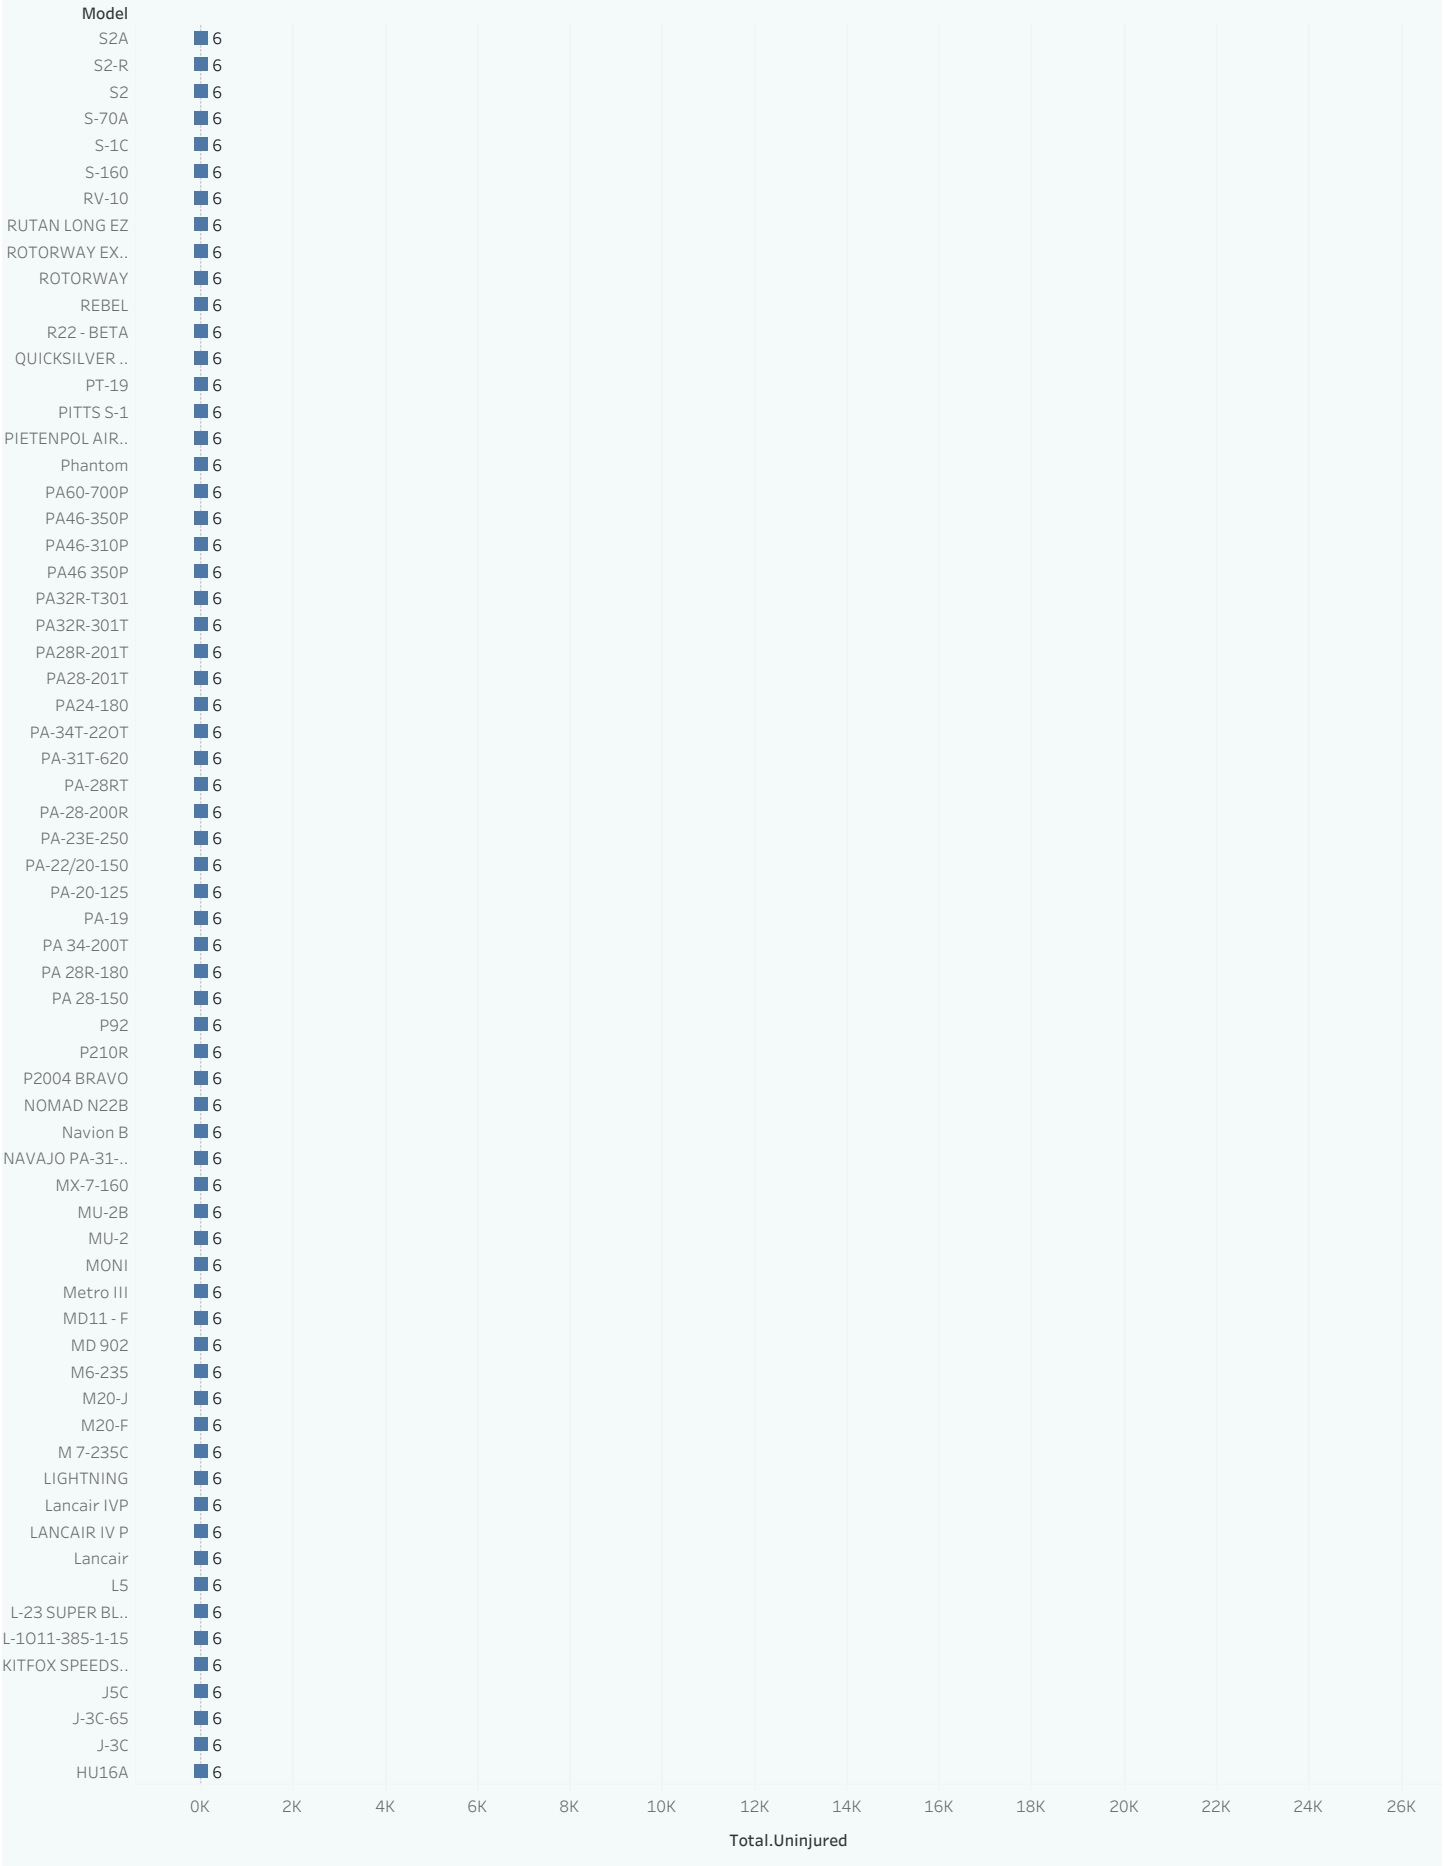 Model
S2A 6
S2-R 6
S2 6
S-70A 6
S-1C 6
S-160 6
RV-10 6
RUTAN LONG EZ 6
ROTORWAY EX.. 6
ROTORWAY 6
REBEL 6
R22 - BETA 6
QUICKSILVER .. 6
PT-19 6
PITTS S-1 6
PIETENPOL AIR.. 6
Phantom 6
PA60-700P 6
PA46-350P 6
PA46-310P 6
PA46 350P 6
PA32R-T301 6
PA32R-301T 6
PA28R-201T 6
PA28-201T 6
PA24-180 6
PA-34T-22OT 6
PA-31T-620 6
PA-28RT 6
PA-28-200R 6
PA-23E-250 6
PA-22/20-150 6
PA-20-125 6
PA-19 6
PA 34-200T 6
PA 28R-180 6
PA 28-150 6
P92 6
P210R 6
P2004 BRAVO 6
NOMAD N22B 6
Navion B 6
NAVAJO PA-31-.. 6
MX-7-160 6
MU-2B 6
MU-2 6
MONI 6
Metro III 6
MD11 - F 6
MD 902 6
M6-235 6
M20-J 6
M20-F 6
M 7-235C 6
LIGHTNING 6
Lancair IVP 6
LANCAIR IV P 6
Lancair 6
L5 6
L-23 SUPER BL.. 6
L-1O11-385-1-15 6
KITFOX SPEEDS.. 6
J5C 6
J-3C-65 6
J-3C 6
HU16A 6
0K 2K 4K 6K 8K 10K 12K 14K 16K 18K 20K 22K 24K 26K
Total.Uninjured